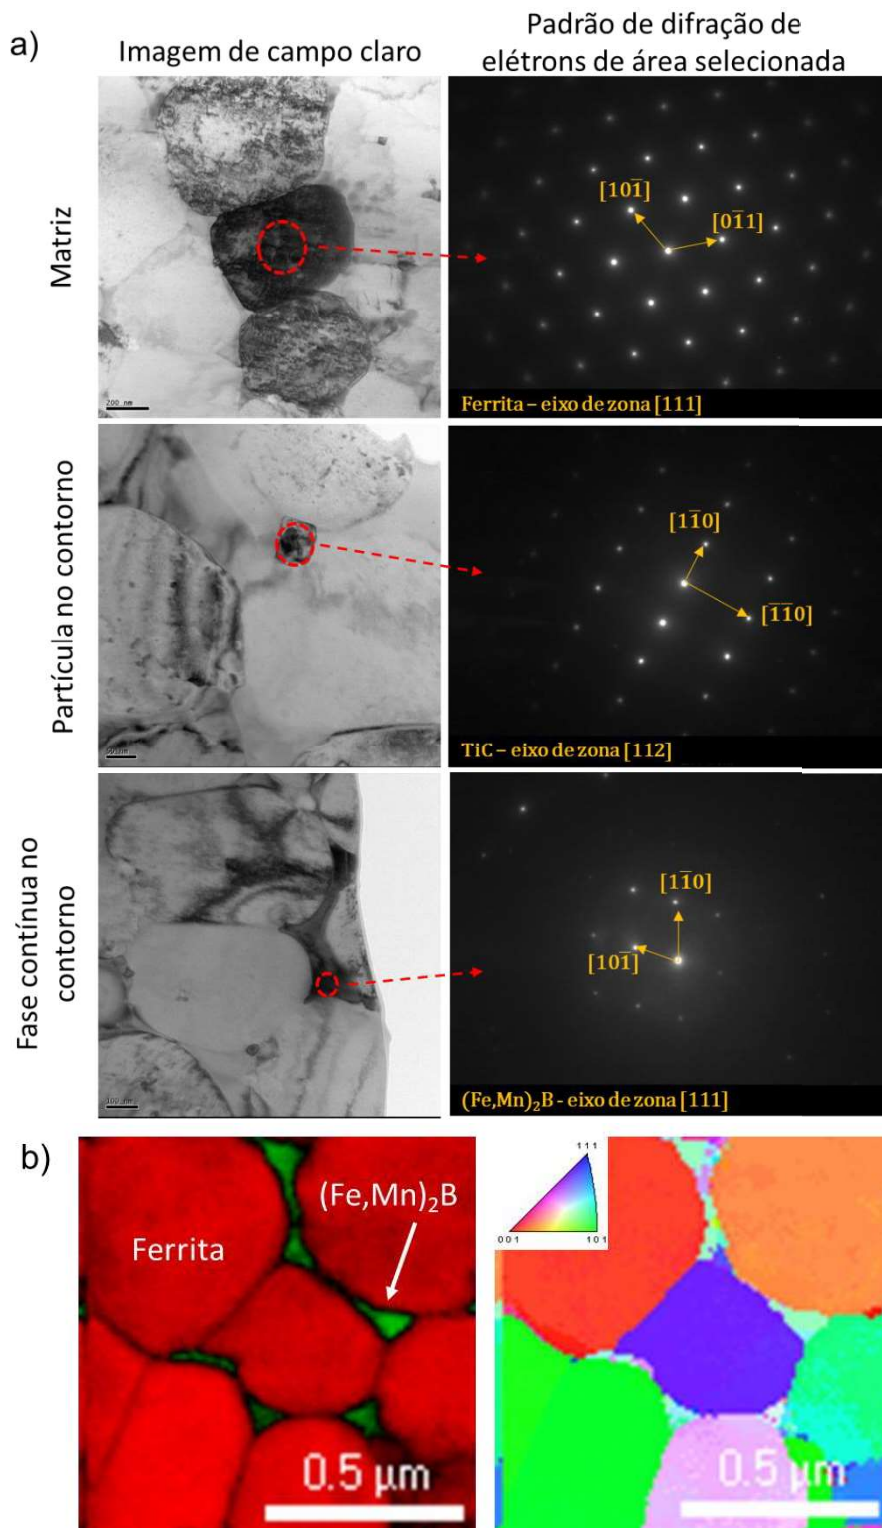 a)
Imagem de campo claro
Padrão de difração de
elétrons de área selecionada
Matriz
200 nm
[101̅]
[01̅1]
Ferrita – eixo de zona [111]
Partícula no contorno
[11̅0]
[1̅1̅0]
TiC – eixo de zona [112]
Fase contínua no
contorno
100 nm
[11̅0]
[101̅]
(Fe,Mn)₂B - eixo de zona [111]
b)
(Fe,Mn)₂B
Ferrita
0.5 µm
111
001
101
0.5 µm